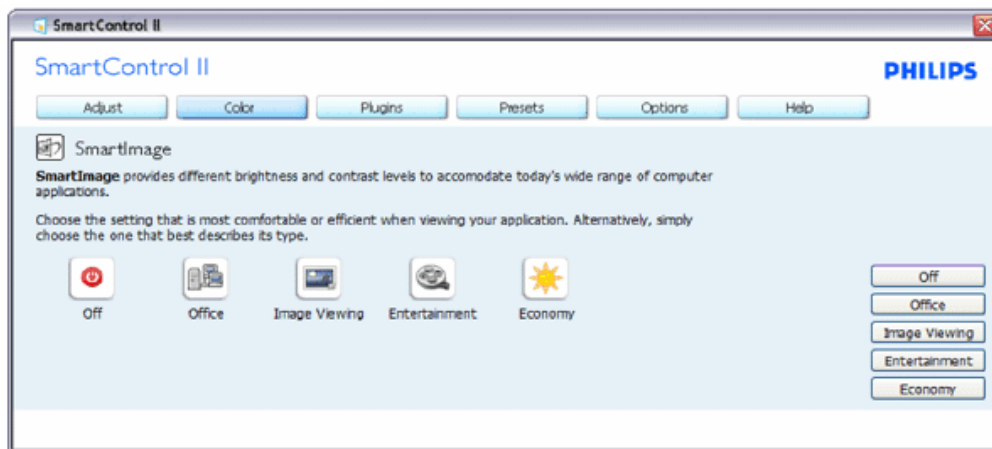 SmartControl II
SmartControl II
PHILIPS
Adjust Color Plugins Presets Options Help
SmartImage
SmartImage provides different brightness and contrast levels to accomodate today's wide range of computer
applications.
Choose the setting that is most comfortable or efficient when viewing your application. Alternatively, simply
choose the one that best describes its type.
Off Office Image Viewing Entertainment Economy
Off
Office
Image Viewing
Entertainment
Economy